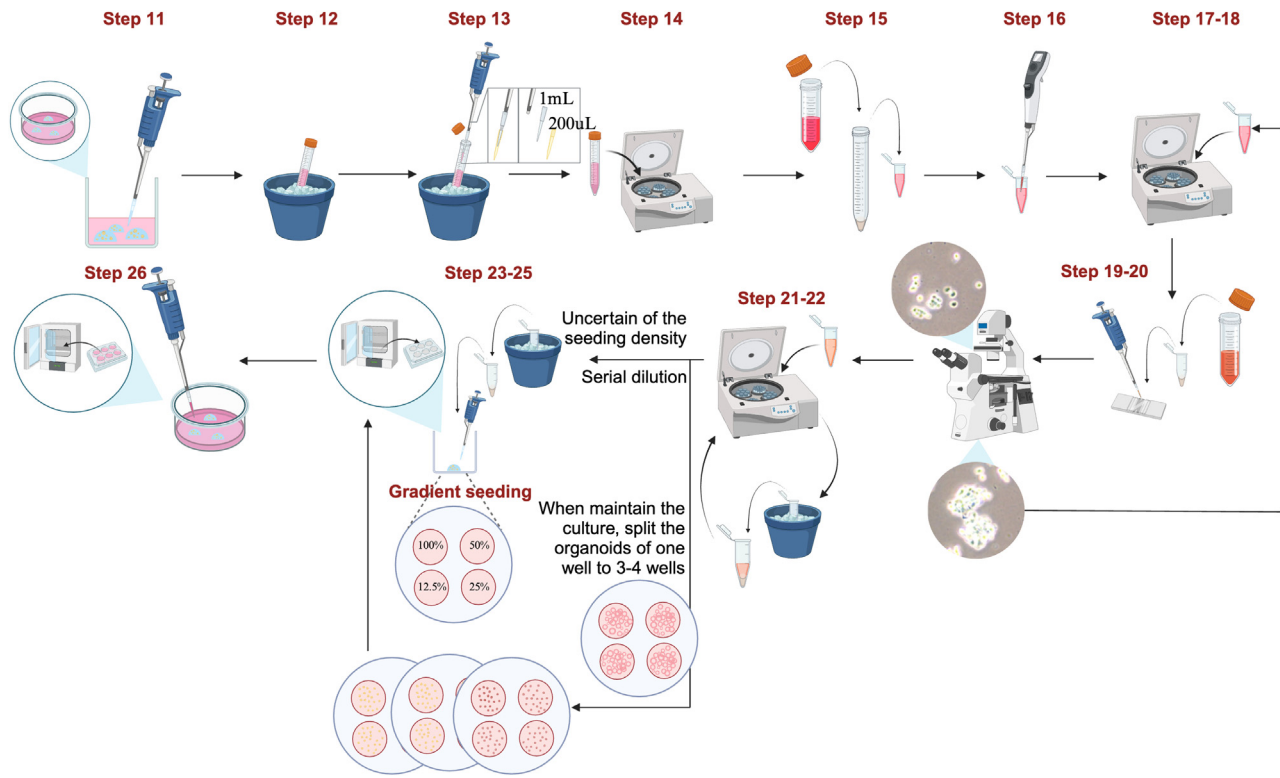 Step 11
Step 12
Step 13
Step 14
Step 15
Step 16
Step 17-18
1mL
200uL
Step 19-20
Step 21-22
Step 23-25
Step 26
Uncertain of the
seeding density
Serial dilution
Gradient seeding
100%
50%
12.5%
25%
When maintain the
culture, split the
organoids of one
well to 3-4 wells